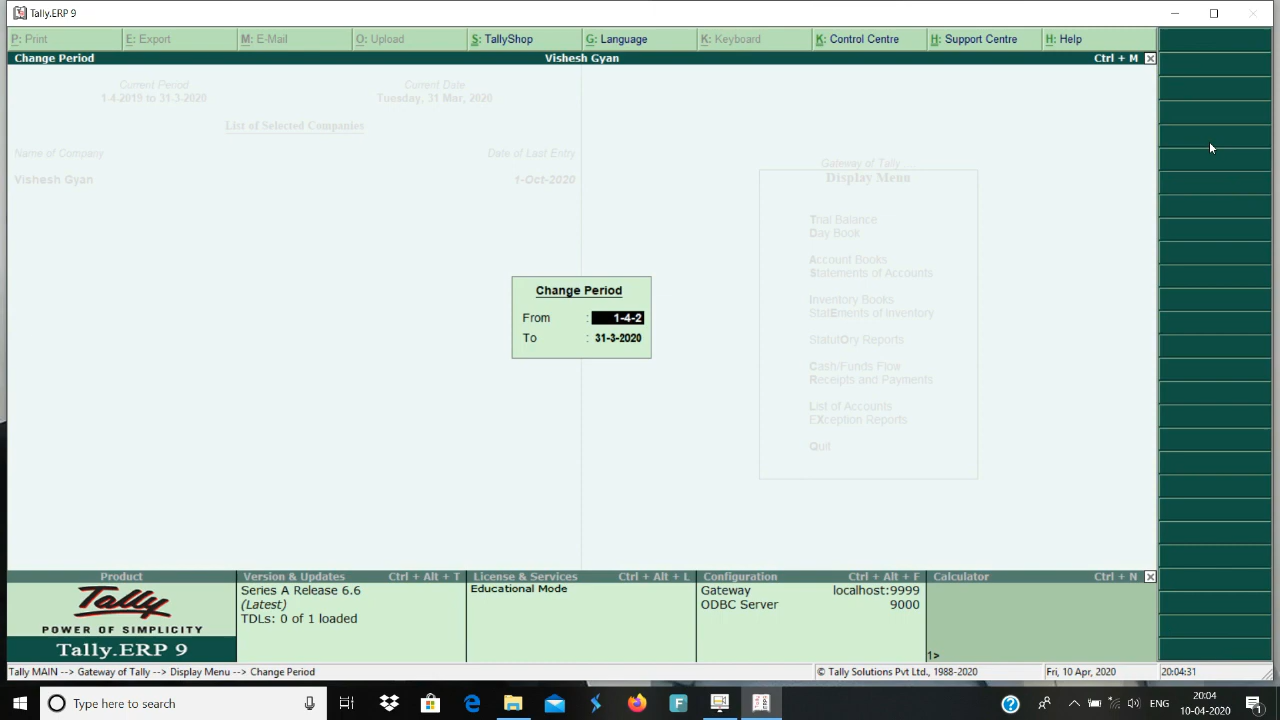 Tally.ERP 9
P: Print E: Export M: E-Mail O: Upload S: TallyShop G: Language K: Keyboard K: Control Centre H: Support Centre H: Help
Change Period Vishesh Gyan Ctrl + M
Current Period Current Date
1-4-2019 to 31-3-2020 Tuesday, 31 Mar, 2020
List of Selected Companies
Name of Company Date of Last Entry
Vishesh Gyan 1-Oct-2020
Gateway of Tally ...
Display Menu
Trial Balance
Day Book
Account Books
Statements of Accounts
Inventory Books
StatEments of Inventory
StatutOry Reports
Cash/Funds Flow
Receipts and Payments
List of Accounts
EXception Reports
Quit
Change Period
From : 1-4-2
To : 31-3-2020
Product Version & Updates Ctrl + Alt + T License & Services Ctrl + Alt + L Configuration Ctrl + Alt + F Calculator Ctrl + N
Tally
POWER OF SIMPLICITY
Tally.ERP 9
Series A Release 6.6
(Latest)
TDLs: 0 of 1 loaded
Educational Mode
Gateway localhost:9999
ODBC Server 9000
1>
Tally MAIN --> Gateway of Tally --> Display Menu --> Change Period © Tally Solutions Pvt Ltd., 1988-2020 Fri, 10 Apr, 2020 20:04:31
Type here to search ENG 20:04
10-04-2020